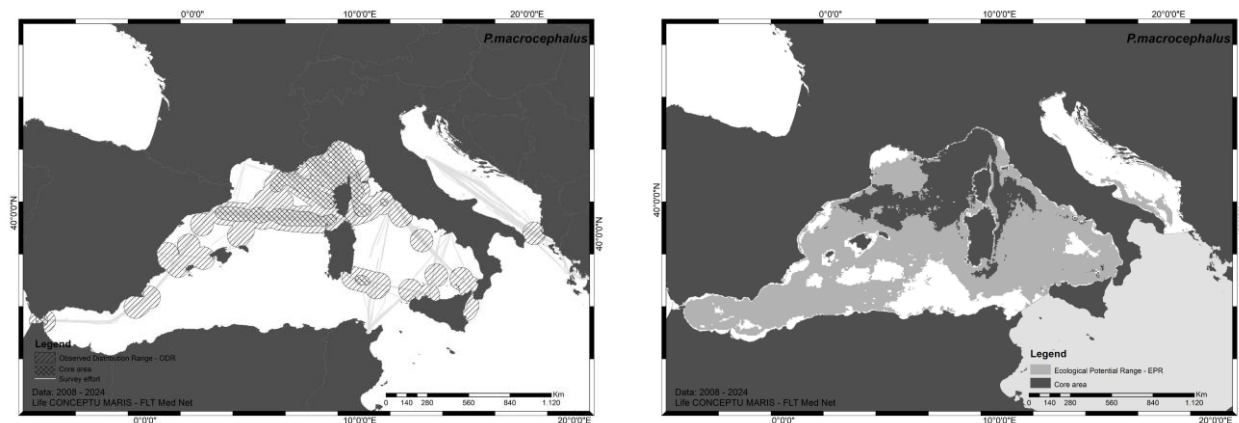 0°0'0"E 10°0'0"E 20°0'0"E
P.macrocephalus
40°0'0"N
40°0'0"N
Legend
Observed Distribution Range - ODR
Core area
Survey effort
Data: 2008 - 2024
Life CONCEPTU MARIS - FLT Med Net
Km
0 140 280 560 840 1.120
0°0'0"E 10°0'0"E 20°0'0"E
0°0'0"E 10°0'0"E 20°0'0"E
P.macrocephalus
40°0'0"N
40°0'0"N
Legend
Ecological Potential Range - EPR
Core area
Data: 2008 - 2024
Life CONCEPTU MARIS - FLT Med Net
Km
0 140 280 560 840 1.120
0°0'0"E 10°0'0"E 20°0'0"E